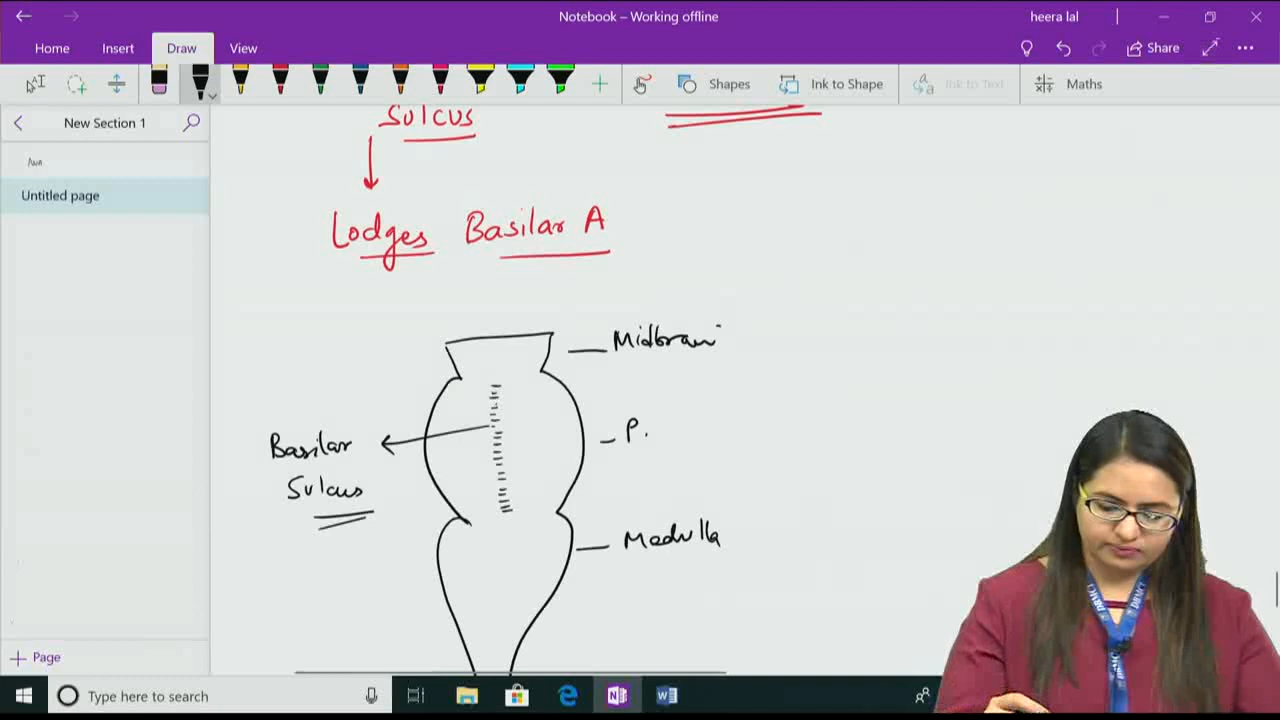 Notebook – Working offline
heera lal
Home
Insert
Draw
View
Share
Shapes
Ink to Shape
Ink to Text
Maths
New Section 1
Untitled page
Sulcus
Lodges Basilar A
Midbrain
Basilar
Sulcus
P.
Medulla
+ Page
Type here to search